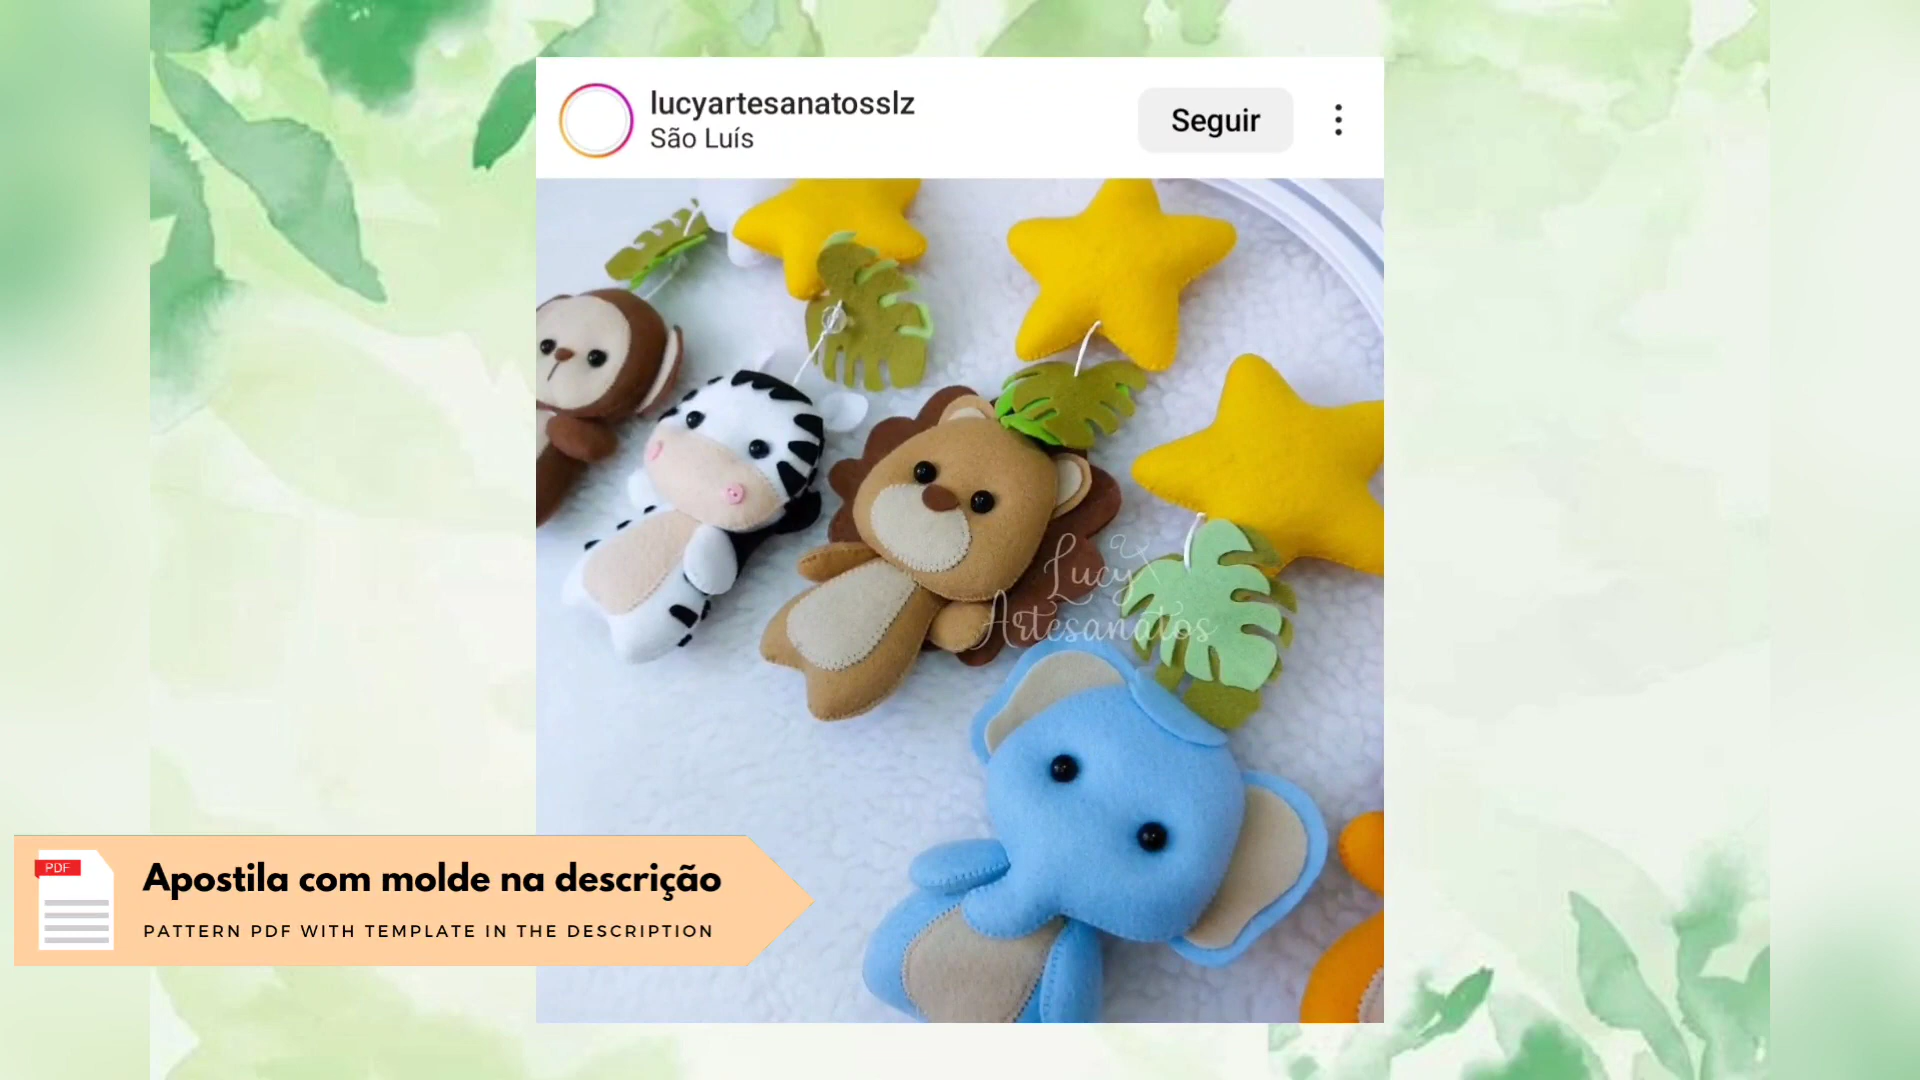 lucyartesanatosslz
São Luís
Seguir
Lucy
Artesanatos
PDF
Apostila com molde na descrição
PATTERN PDF WITH TEMPLATE IN THE DESCRIPTION